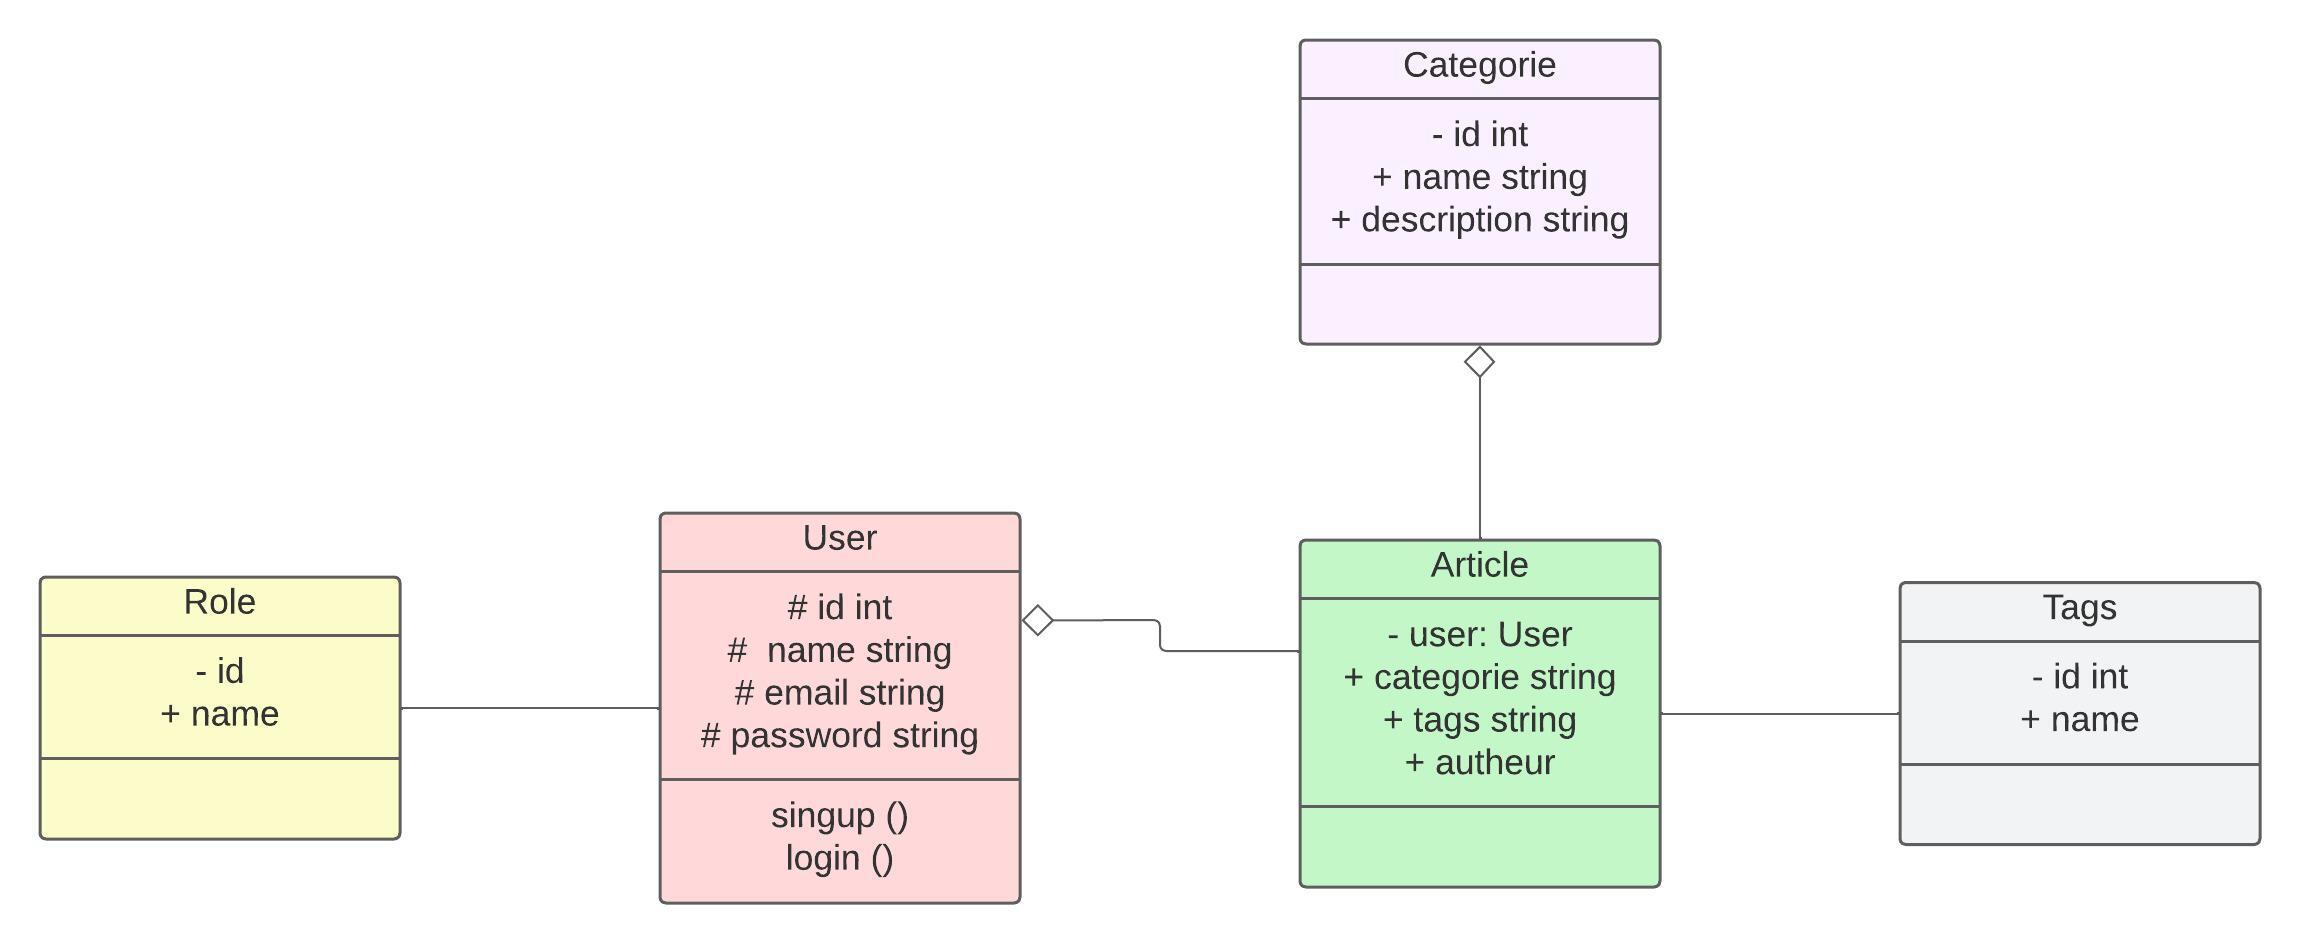 Categorie
- id int
+ name string
+ description string
Role
- id
+ name
User
# id int
#  name string
# email string
# password string
singup ()
login ()
Article
- user: User
+ categorie string
+ tags string
+ autheur
Tags
- id int
+ name